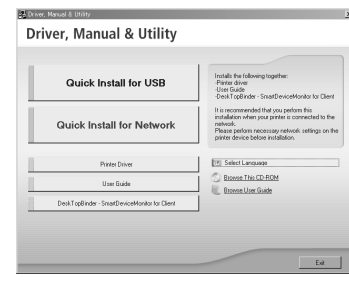 Driver, Manual & Utility
Driver, Manual & Utility
Quick Install for USB
Quick Install for Network
Printer Driver
User Guide
DeskTopBinder - SmartDeviceMonitor for Client
Installs the following together:
-Printer driver
-User Guide
-DeskTopBinder - SmartDeviceMonitor for Client
It is recommended that you perform this
installation when your printer is connected to the
network.
Please perform necessary network settings on the
printer device before installation.
Select Language
Browse This CD-ROM
Browse User Guide
Exit